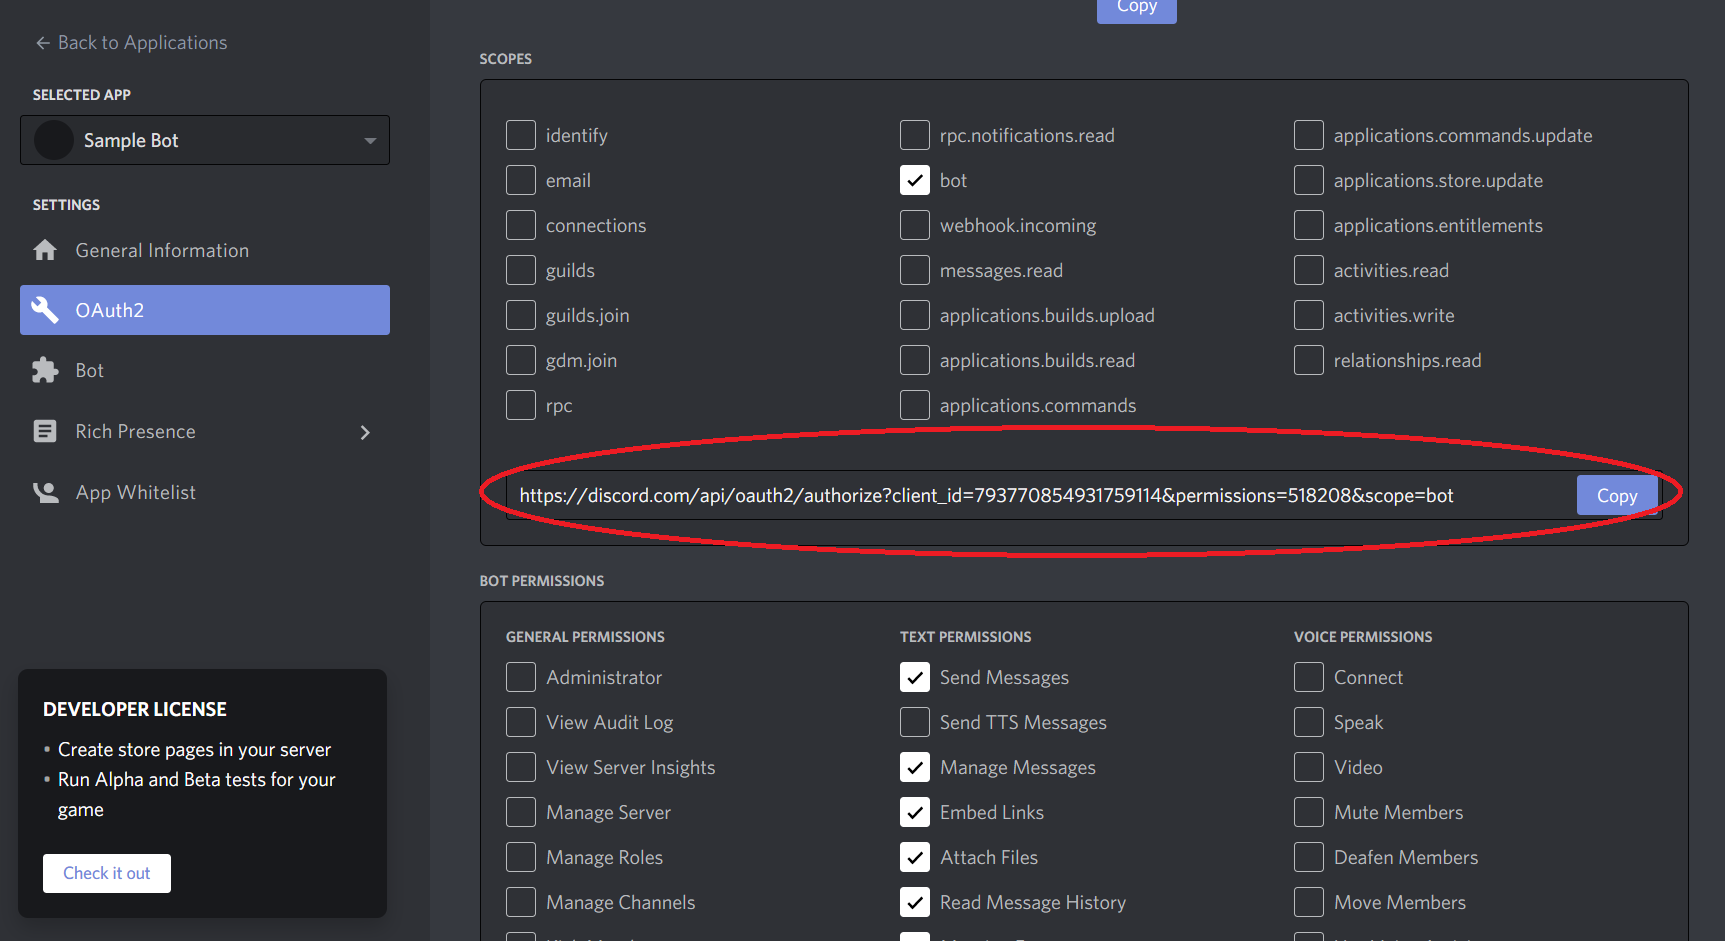 Back to Applications
SELECTED APP
Sample Bot
SETTINGS
General Information
OAuth2
Bot
Rich Presence
App Whitelist
DEVELOPER LICENSE
• Create store pages in your server
• Run Alpha and Beta tests for your
game
Check it out
Copy
SCOPES
identify
email
connections
guilds
guilds.join
gdm.join
rpc
rpc.notifications.read
bot
webhook.incoming
messages.read
applications.builds.upload
applications.builds.read
applications.commands
applications.commands.update
applications.store.update
applications.entitlements
activities.read
activities.write
relationships.read
https://discord.com/api/oauth2/authorize?client_id=793770854931759114&permissions=518208&scope=bot
Copy
BOT PERMISSIONS
GENERAL PERMISSIONS
Administrator
View Audit Log
View Server Insights
Manage Server
Manage Roles
Manage Channels
TEXT PERMISSIONS
Send Messages
Send TTS Messages
Manage Messages
Embed Links
Attach Files
Read Message History
VOICE PERMISSIONS
Connect
Speak
Video
Mute Members
Deafen Members
Move Members